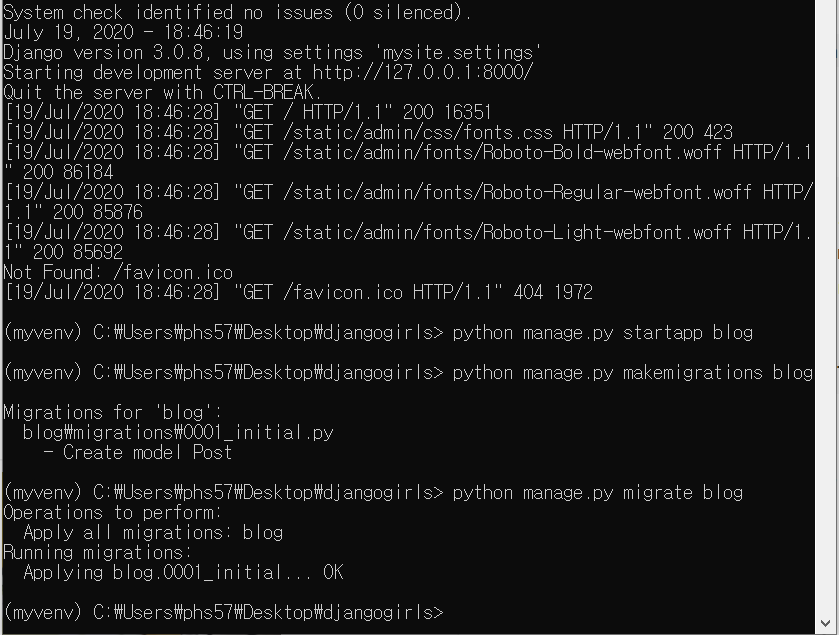 System check identified no issues (0 silenced).
July 19, 2020 - 18:46:19
Django version 3.0.8, using settings 'mysite.settings'
Starting development server at http://127.0.0.1:8000/
Quit the server with CTRL-BREAK.
[19/Jul/2020 18:46:28] "GET / HTTP/1.1" 200 16351
[19/Jul/2020 18:46:28] "GET /static/admin/css/fonts.css HTTP/1.1" 200 423
[19/Jul/2020 18:46:28] "GET /static/admin/fonts/Roboto-Bold-webfont.woff HTTP/1.1
" 200 86184
[19/Jul/2020 18:46:28] "GET /static/admin/fonts/Roboto-Regular-webfont.woff HTTP/
1.1" 200 85876
[19/Jul/2020 18:46:28] "GET /static/admin/fonts/Roboto-Light-webfont.woff HTTP/1.
1" 200 85692
Not Found: /favicon.ico
[19/Jul/2020 18:46:28] "GET /favicon.ico HTTP/1.1" 404 1972
(myvenv) C:₩Users₩phs57₩Desktop₩djangogirls> python manage.py startapp blog
(myvenv) C:₩Users₩phs57₩Desktop₩djangogirls> python manage.py makemigrations blog
Migrations for 'blog':
blog₩migrations₩0001_initial.py
- Create model Post
(myvenv) C:₩Users₩phs57₩Desktop₩djangogirls> python manage.py migrate blog
Operations to perform:
Apply all migrations: blog
Running migrations:
Applying blog.0001_initial... OK
(myvenv) C:₩Users₩phs57₩Desktop₩djangogirls>